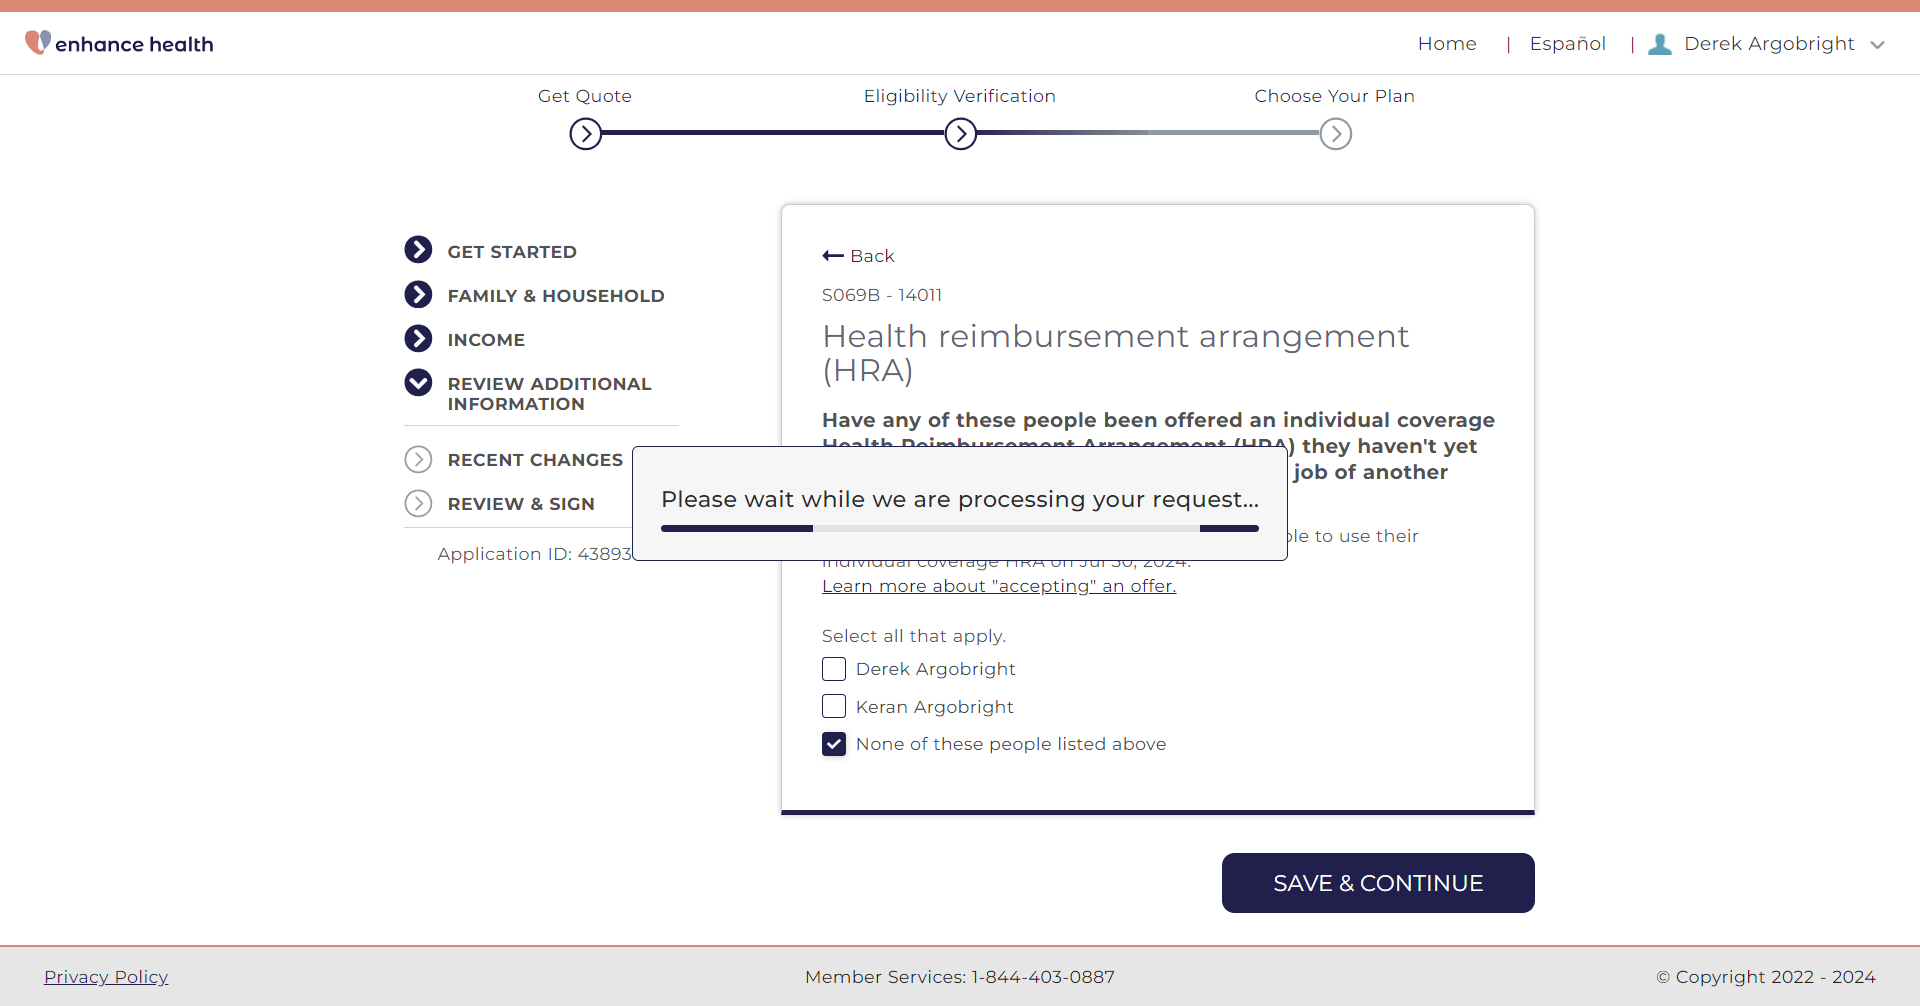 enhance health
Home | Español | Derek Argobright
Get Quote
Eligibility Verification
Choose Your Plan
GET STARTED
FAMILY & HOUSEHOLD
INCOME
REVIEW ADDITIONAL
INFORMATION
RECENT CHANGES
REVIEW & SIGN
Application ID: 43893
Back
S069B - 14011
Health reimbursement arrangement
(HRA)
Have any of these people been offered an individual coverage
Health Reimbursement Arrangement (HRA) they haven't yet
job of another
Please wait while we are processing your request...
to use their
individual coverage HRA on Jul 30, 2024.
Learn more about "accepting" an offer.
Select all that apply.
Derek Argobright
Keran Argobright
None of these people listed above
SAVE & CONTINUE
Privacy Policy
Member Services: 1-844-403-0887
© Copyright 2022 - 2024